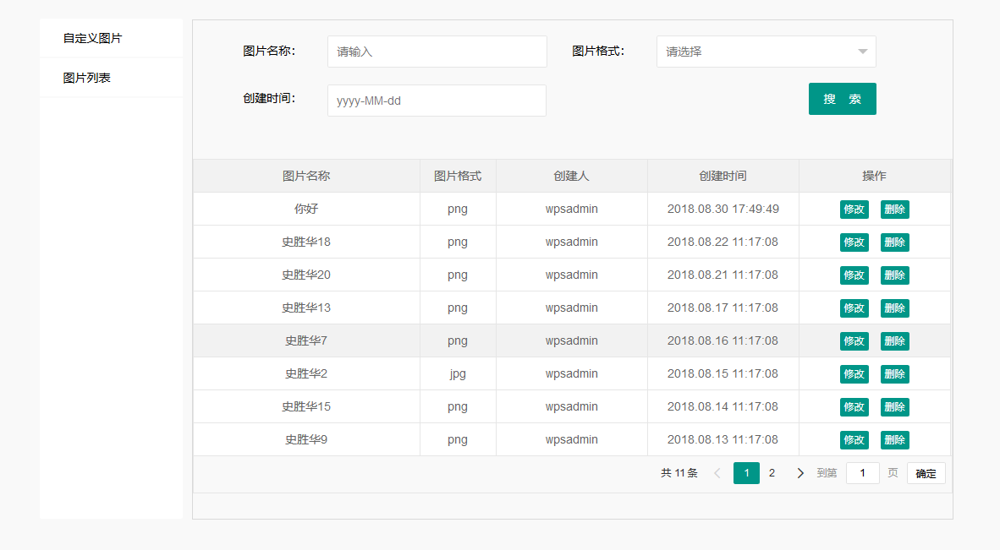 自定义图片
图片列表
图片名称: 请输入 图片格式: 请选择
创建时间: yyyy-MM-dd 搜 索
图片名称 图片格式 创建人 创建时间 操作
你好 png wpsadmin 2018.08.30 17:49:49 修改 删除
史胜华18 png wpsadmin 2018.08.22 11:17:08 修改 删除
史胜华20 png wpsadmin 2018.08.21 11:17:08 修改 删除
史胜华13 png wpsadmin 2018.08.17 11:17:08 修改 删除
史胜华7 png wpsadmin 2018.08.16 11:17:08 修改 删除
史胜华2 jpg wpsadmin 2018.08.15 11:17:08 修改 删除
史胜华15 png wpsadmin 2018.08.14 11:17:08 修改 删除
史胜华9 png wpsadmin 2018.08.13 11:17:08 修改 删除
共 11 条 1 2 到第 1 页 确定